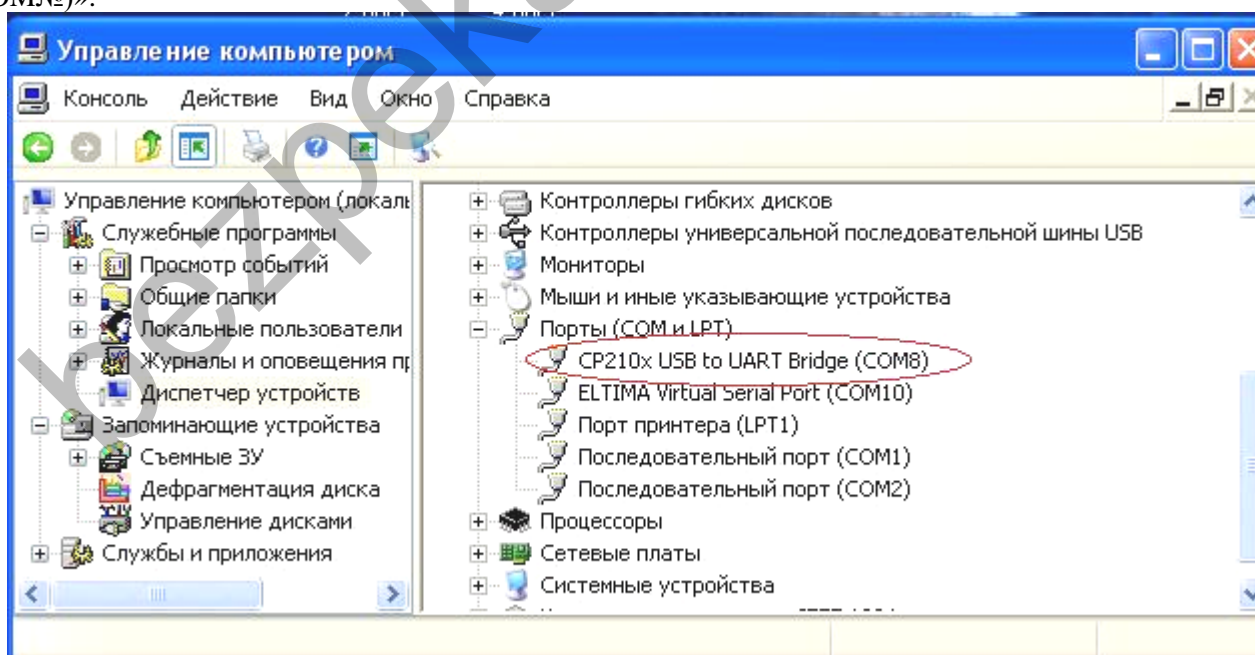 Управление компьютером
Консоль Действие Вид Окно Справка
Управление компьютером (локаль
Служебные программы
Просмотр событий
Общие папки
Локальные пользователи
Журналы и оповещения пр
Диспетчер устройств
Запоминающие устройства
Съемные ЗУ
Дефрагментация диска
Управление дисками
Службы и приложения
Контроллеры гибких дисков
Контроллеры универсальной последовательной шины USB
Мониторы
Мыши и иные указывающие устройства
Порты (COM и LPT)
CP210x USB to UART Bridge (COM8)
ELTIMA Virtual Serial Port (COM10)
Порт принтера (LPT1)
Последовательный порт (COM1)
Последовательный порт (COM2)
Процессоры
Сетевые платы
Системные устройства
bezpek